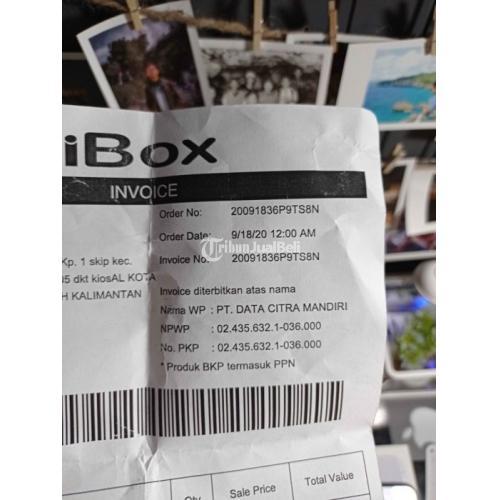 iBox
INVOICE
Order No: 20091836P9TS8N
Order Date: 9/18/20 12:00 AM
Invoice No: 20091836P9TS8N
Kp. 1 skip kec.
5 dkt kiosAL KOTA
H KALIMANTAN
Invoice diterbitkan atas nama
Nama WP : PT. DATA CITRA MANDIRI
NPWP : 02.435.632.1-036.000
No. PKP : 02.435.632.1-036.000
* Produk BKP termasuk PPN
Qty Sale Price Total Value
TribunJualBeli